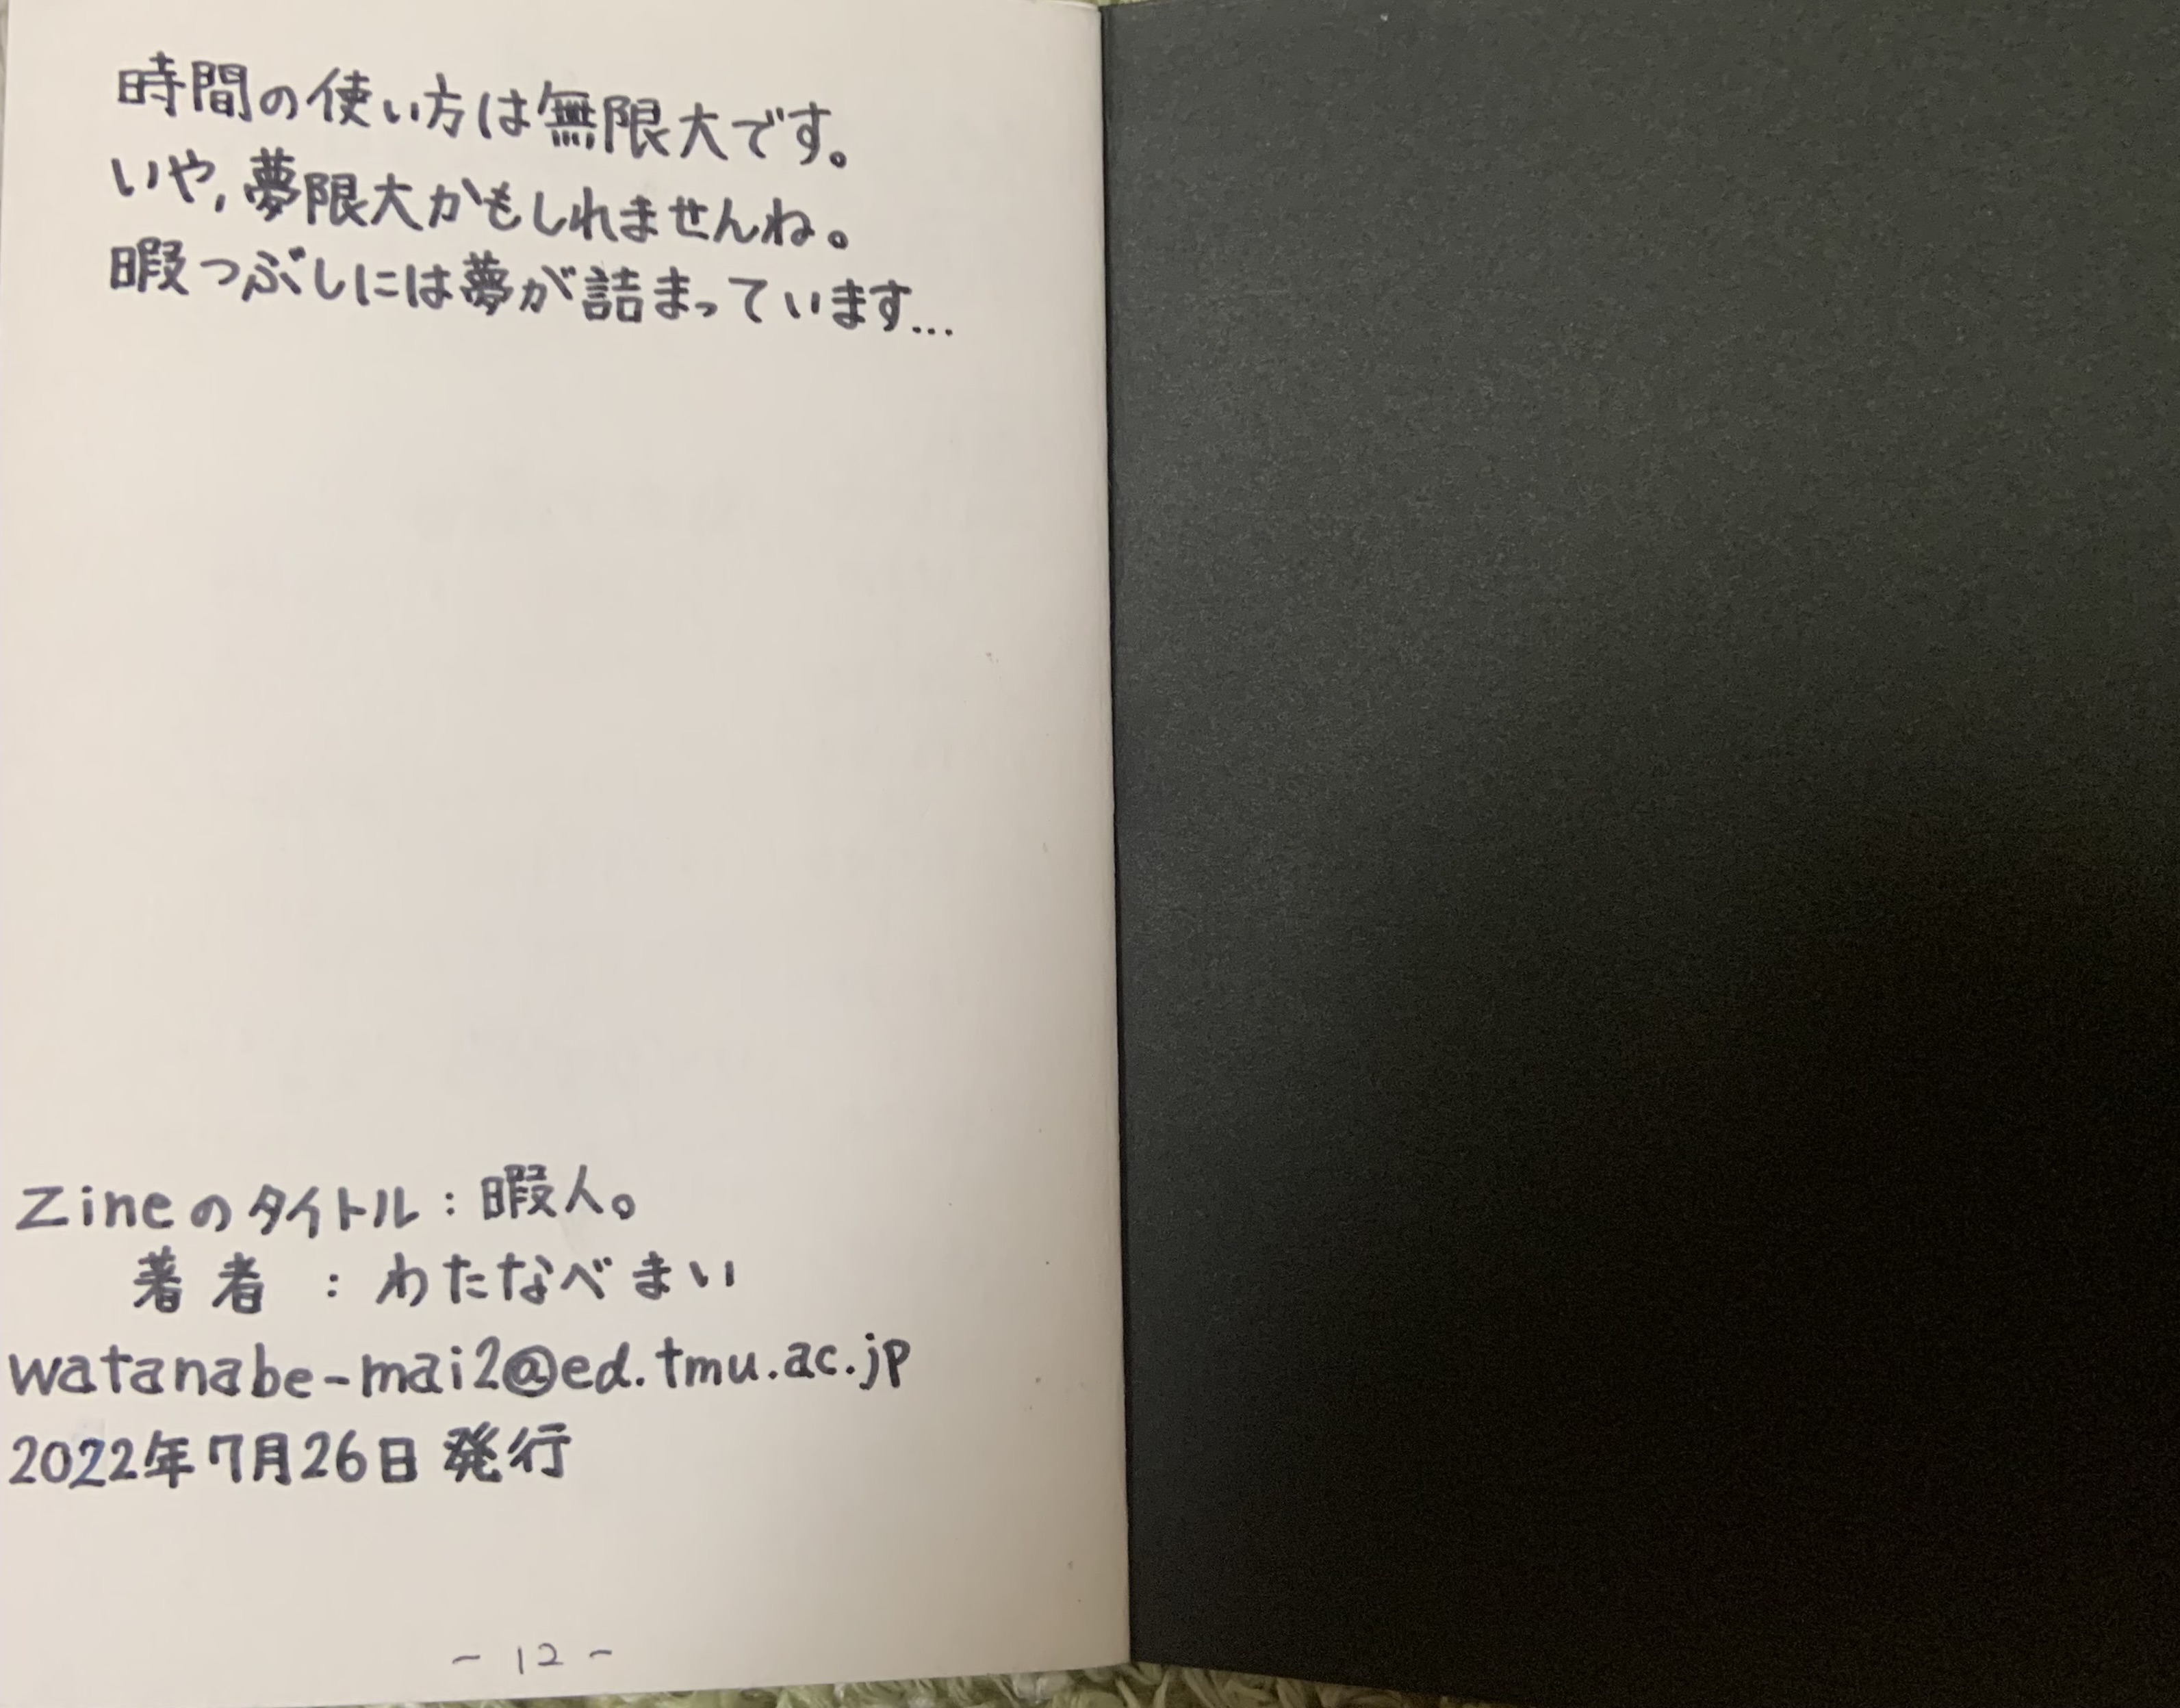 時間の使い方は無限大です。
いや,夢限大かもしれませんね。
暇つぶしには夢が詰まっています...
Zineのタイトル:暇人。
著者:わたなべまい
watanabe-mai2@ed.tmu.ac.jp
2022年7月26日発行
- 12 -